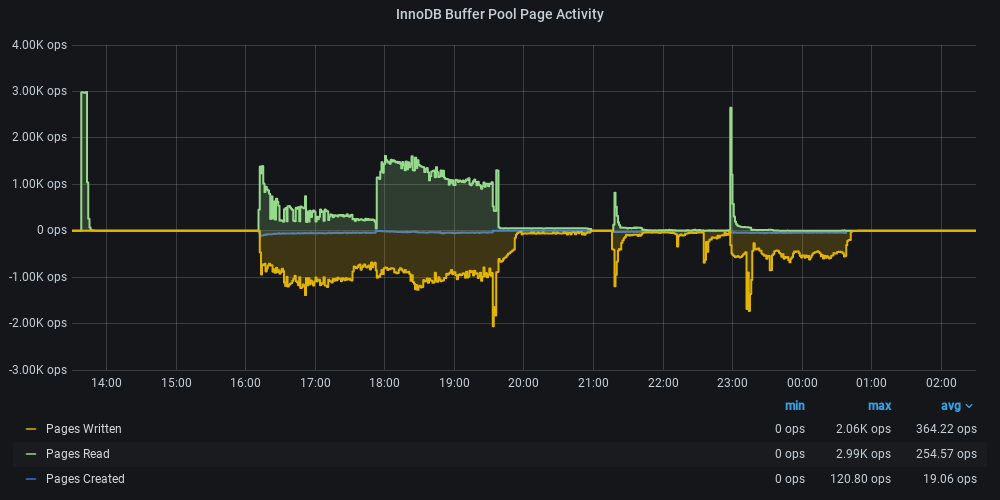 InnoDB Buffer Pool Page Activity
4.00K ops
3.00K ops
2.00K ops
1.00K ops
0 ops
-1.00K ops
-2.00K ops
-3.00K ops
14:00 15:00 16:00 17:00 18:00 19:00 20:00 21:00 22:00 23:00 00:00 01:00 02:00
min max avg
Pages Written 0 ops 2.06K ops 364.22 ops
Pages Read 0 ops 2.99K ops 254.57 ops
Pages Created 0 ops 120.80 ops 19.06 ops